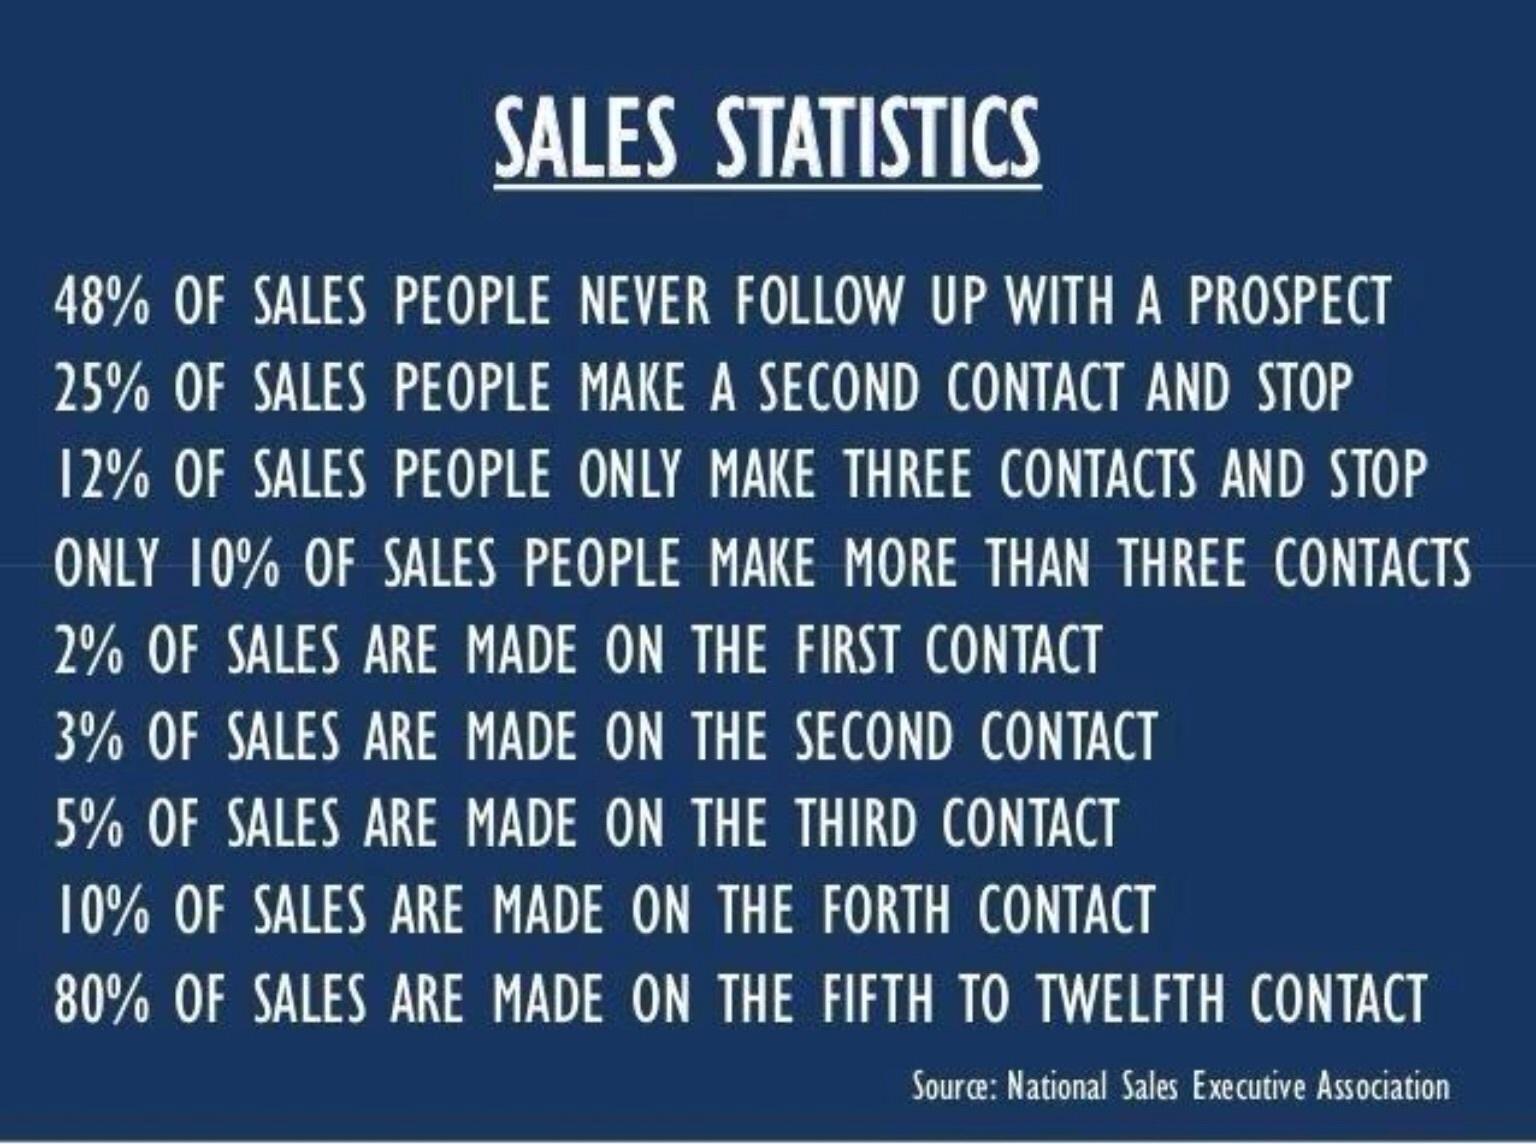 SALES STATISTICS
48% OF SALES PEOPLE NEVER FOLLOW UP WITH A PROSPECT
25% OF SALES PEOPLE MAKE A SECOND CONTACT AND STOP
12% OF SALES PEOPLE ONLY MAKE THREE CONTACTS AND STOP
ONLY 10% OF SALES PEOPLE MAKE MORE THAN THREE CONTACTS
2% OF SALES ARE MADE ON THE FIRST CONTACT
3% OF SALES ARE MADE ON THE SECOND CONTACT
5% OF SALES ARE MADE ON THE THIRD CONTACT
10% OF SALES ARE MADE ON THE FORTH CONTACT
80% OF SALES ARE MADE ON THE FIFTH TO TWELFTH CONTACT
Source: National Sales Executive Association